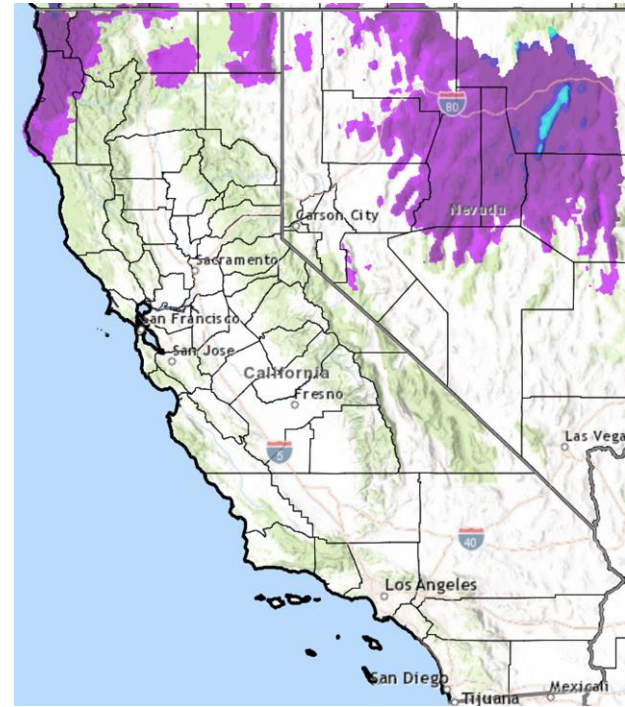 80
Nevada
Carson City
Sacramento
San Francisco
San Jose
California
Fresno
5
Las Vega
40
Los Angeles
San Diego
Tijuana
Mexicali